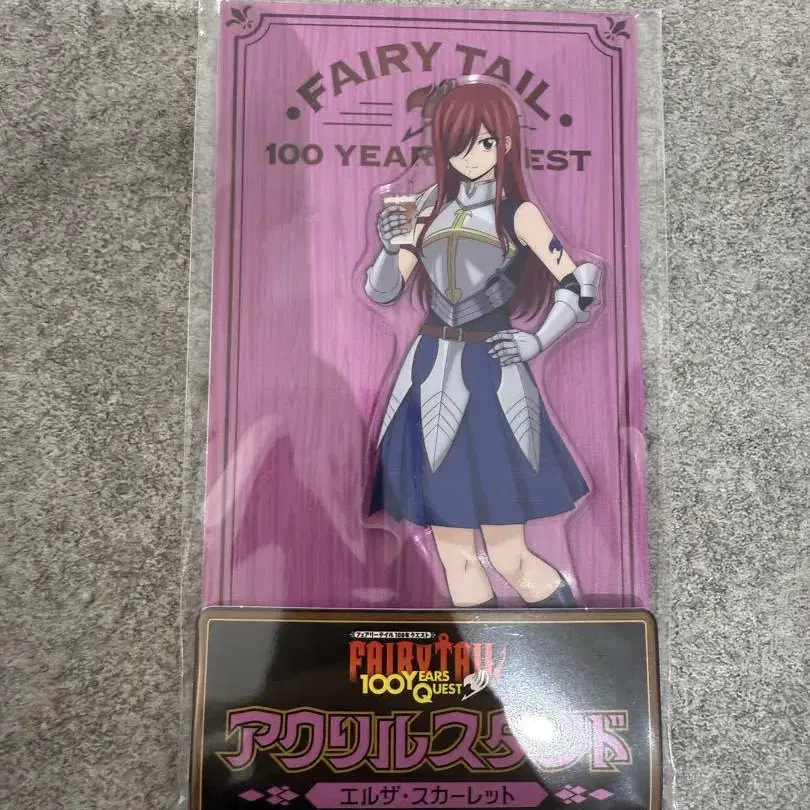 • FAIRY TAIL •
100 YEAR EST
フェアリーテイル 100年クエスト
FAIRY TAIL
100 YEARS
QUEST
アクリルスタンド
エルザ・スカーレット